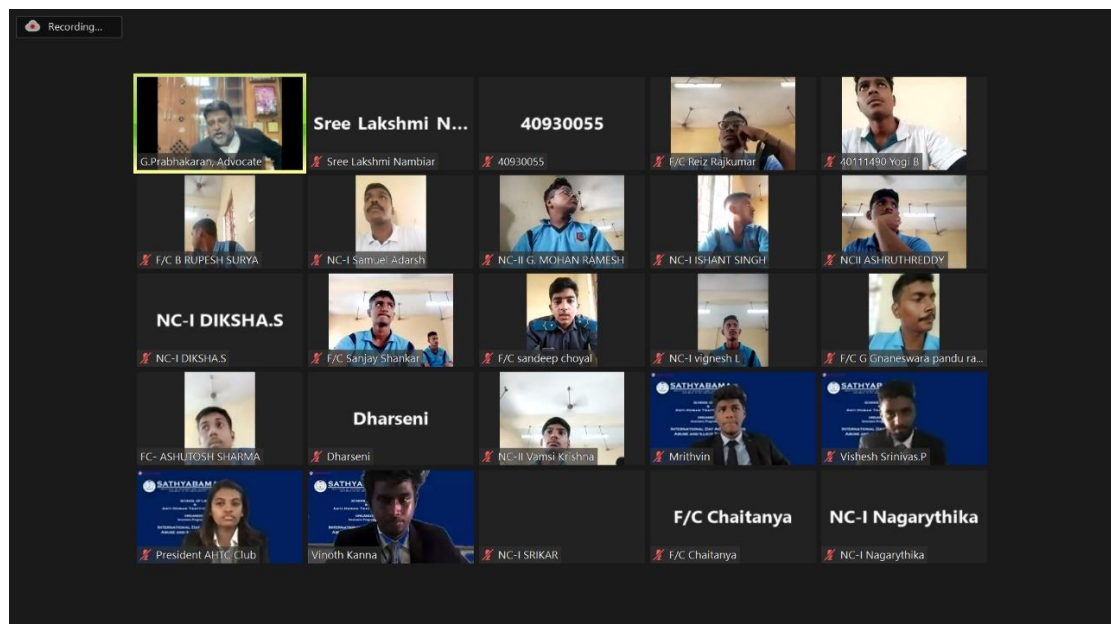 Recording...
G.Prabhakaran, Advocate
Sree Lakshmi N...
Sree Lakshmi Nambiar
40930055
40930055
F/C Reiz Rajkumar
40111490 Yogi B
F/C B RUPESH SURYA
NC-I Samuel Adarsh
NC-II G. MOHAN RAMESH
NC-I ISHANT SINGH
NCII ASHRUTHREDDY
NC-I DIKSHA.S
NC-I DIKSHA.S
F/C Sanjay Shankar
F/C sandeep choyal
NC-I vignesh L
F/C G Gnaneswara pandu ra...
FC- ASHUTOSH SHARMA
Dharseni
Dharseni
NC-II Vamsi Krishna
SATHYABAMA
Mrithvin
SATHYAB
Vishesh Srinivas.P
SATHYABAM
President AHTC Club
SATHYA
Vinoth Kanna
NC-I SRIKAR
F/C Chaitanya
F/C Chaitanya
NC-I Nagarythika
NC-I Nagarythika